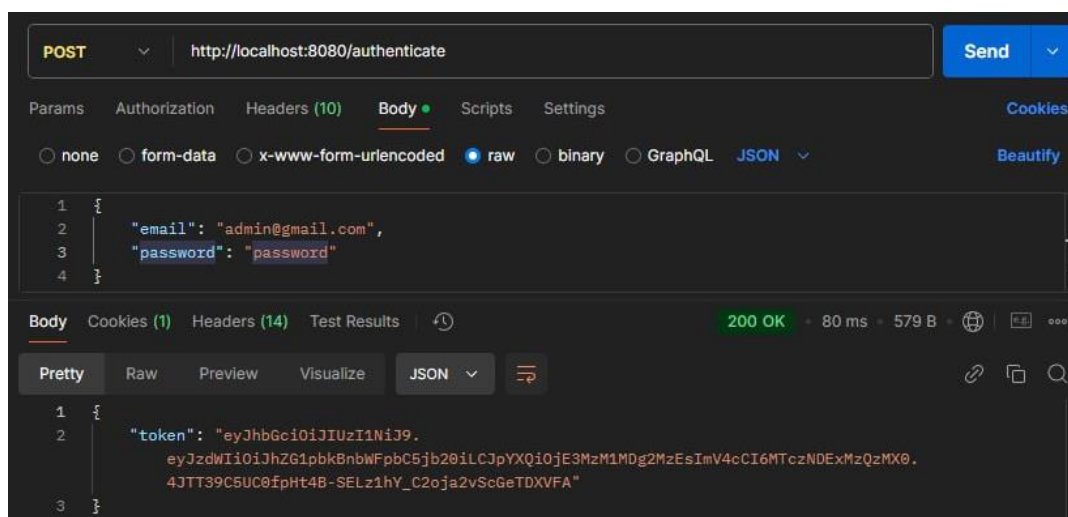 POST http://localhost:8080/authenticate Send
Params Authorization Headers (10) Body Scripts Settings Cookies
none form-data x-www-form-urlencoded raw binary GraphQL JSON Beautify
1 {
2 "email": "admin@gmail.com",
3 "password": "password"
4 }
Body Cookies (1) Headers (14) Test Results 200 OK 80 ms 579 B
Pretty Raw Preview Visualize JSON
1 {
2 "token": "eyJhbGciOiJIUzI1NiJ9.
eyJzdWIiOiJhZG1pbkBnbWFpbC5jb20iLCJpYXQiOjE3MzM1MDg2MzEsImV4cCI6MTczNDExMzQzMX0.
4JTT39C5UC0fpHt4B-SELz1hY_C2oja2vScGeTDXVFA"
3 }